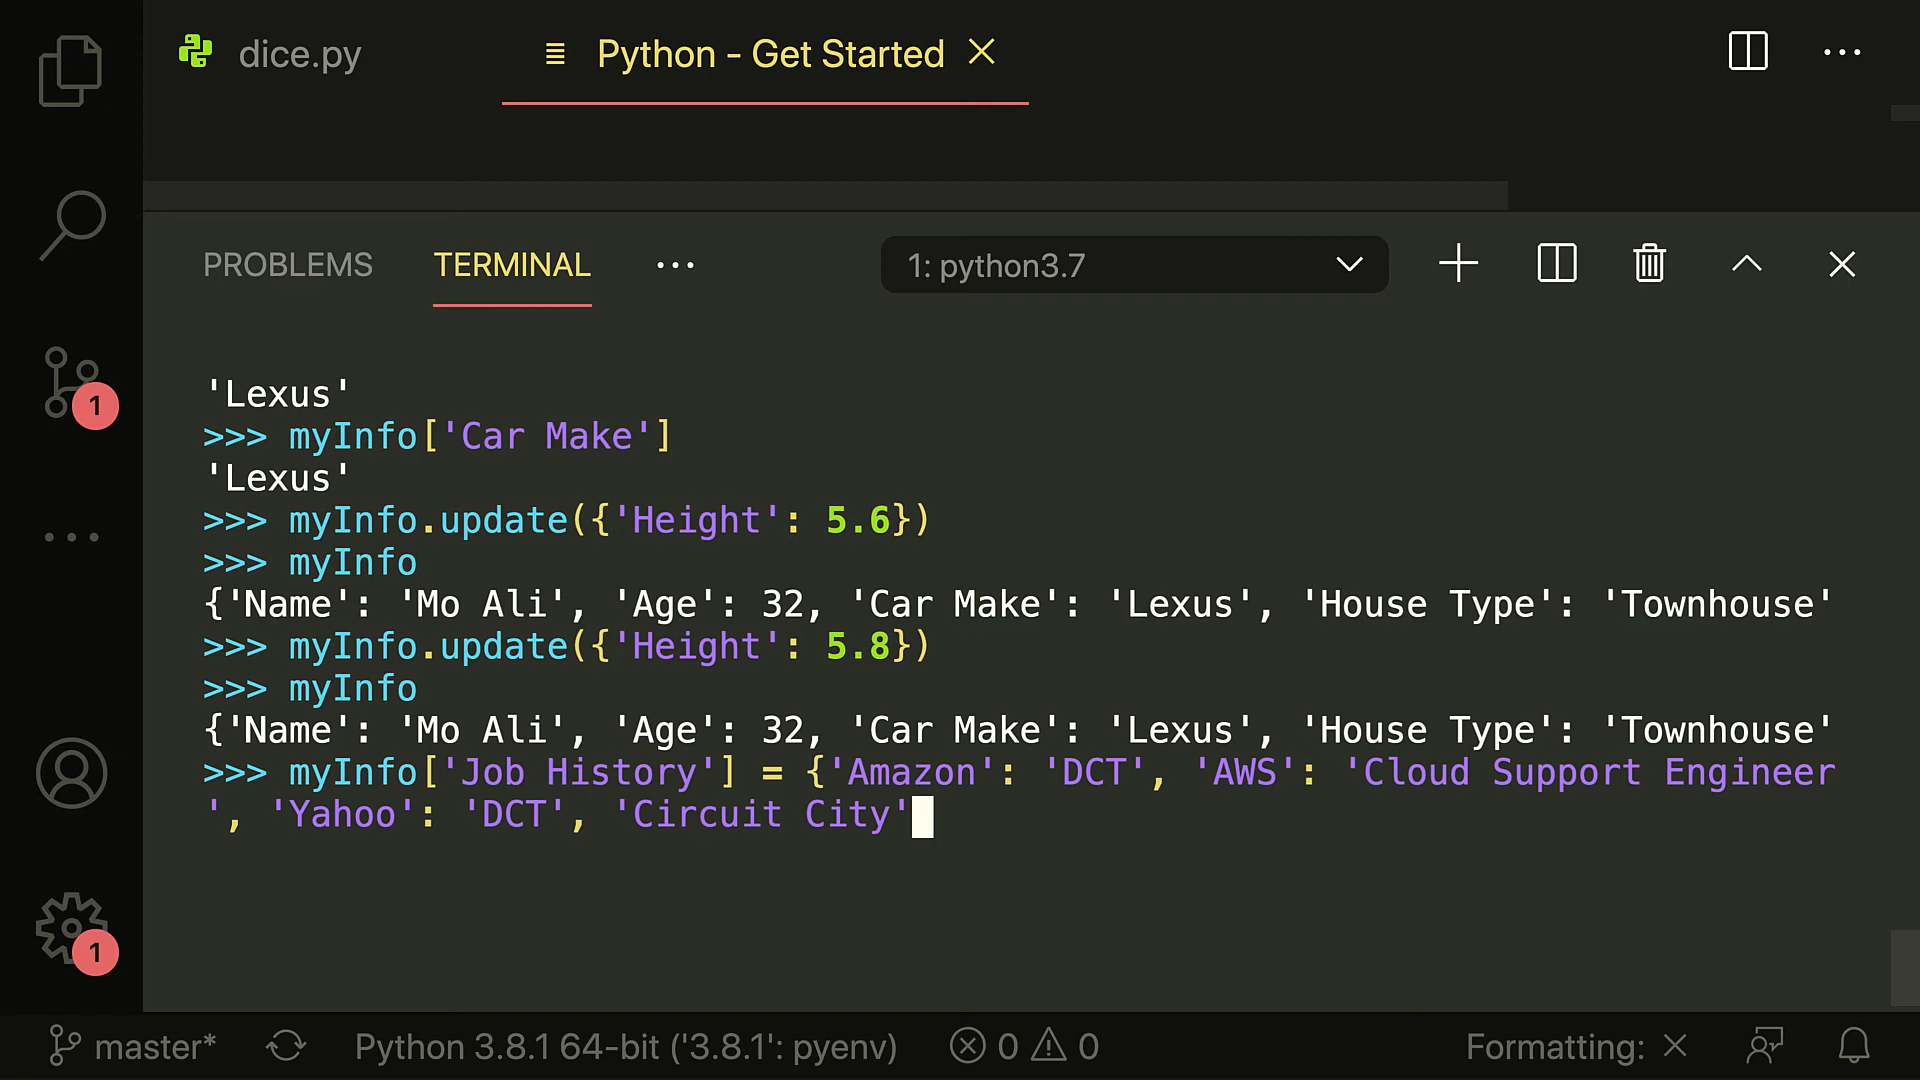 dice.py
Python - Get Started
PROBLEMS TERMINAL ... 1: python3.7
'Lexus'
>>> myInfo['Car Make']
'Lexus'
>>> myInfo.update({'Height': 5.6})
>>> myInfo
{'Name': 'Mo Ali', 'Age': 32, 'Car Make': 'Lexus', 'House Type': 'Townhouse'
>>> myInfo.update({'Height': 5.8})
>>> myInfo
{'Name': 'Mo Ali', 'Age': 32, 'Car Make': 'Lexus', 'House Type': 'Townhouse'
>>> myInfo['Job History'] = {'Amazon': 'DCT', 'AWS': 'Cloud Support Engineer
', 'Yahoo': 'DCT', 'Circuit City'
1
1
master* Python 3.8.1 64-bit ('3.8.1': pyenv) 0 0 Formatting: